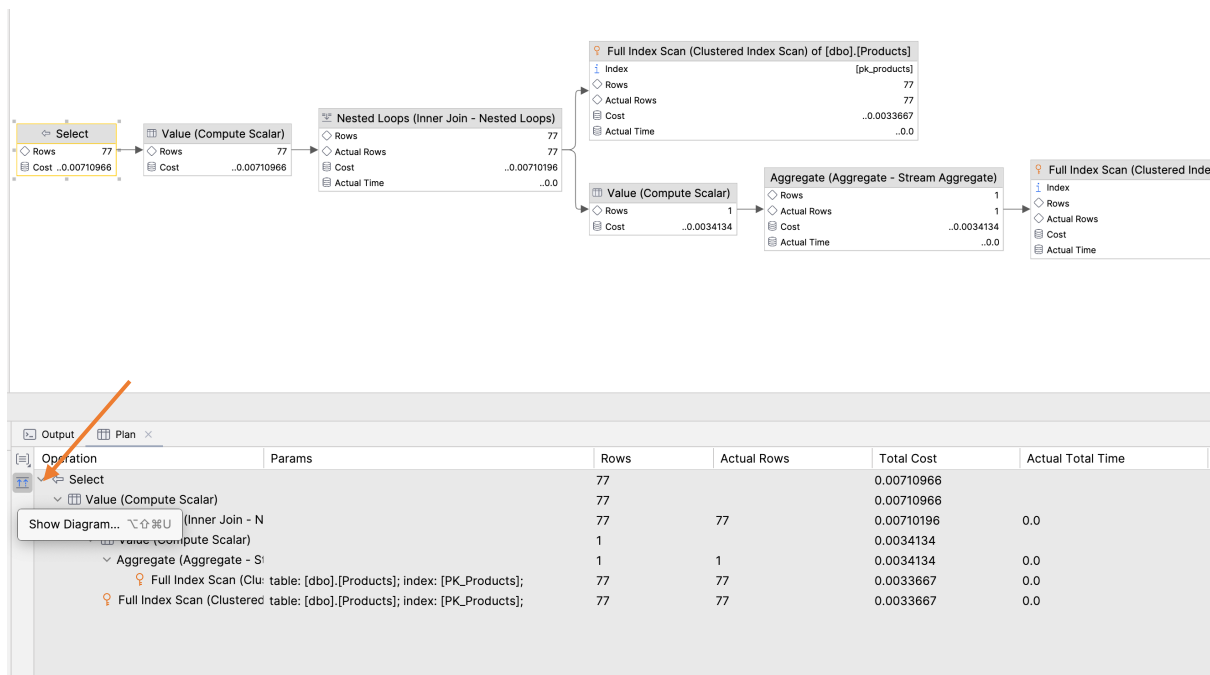 Full Index Scan (Clustered Index Scan) of [dbo].[Products]
Index [pk_products]
Rows 77
Actual Rows 77
Cost ..0.0033667
Actual Time ..0.0
Select
Rows 77
Cost ..0.00710966
Value (Compute Scalar)
Rows 77
Cost ..0.00710966
Nested Loops (Inner Join - Nested Loops)
Rows 77
Actual Rows 77
Cost ..0.00710196
Actual Time ..0.0
Value (Compute Scalar)
Rows 1
Cost ..0.0034134
Aggregate (Aggregate - Stream Aggregate)
Rows 1
Actual Rows 1
Cost ..0.0034134
Actual Time ..0.0
Full Index Scan (Clustered Inde
Index
Rows
Actual Rows
Cost
Actual Time
Output Plan
Operation Params Rows Actual Rows Total Cost Actual Total Time
Select 77 0.00710966
Value (Compute Scalar) 77 0.00710966
Show Diagram... ⌥⇧⌘U
(Inner Join - N 77 77 0.00710196 0.0
Value (Compute Scalar) 1 0.0034134
Aggregate (Aggregate - St 1 1 0.0034134 0.0
Full Index Scan (Clus table: [dbo].[Products]; index: [PK_Products]; 77 77 0.0033667 0.0
Full Index Scan (Clustered table: [dbo].[Products]; index: [PK_Products]; 77 77 0.0033667 0.0